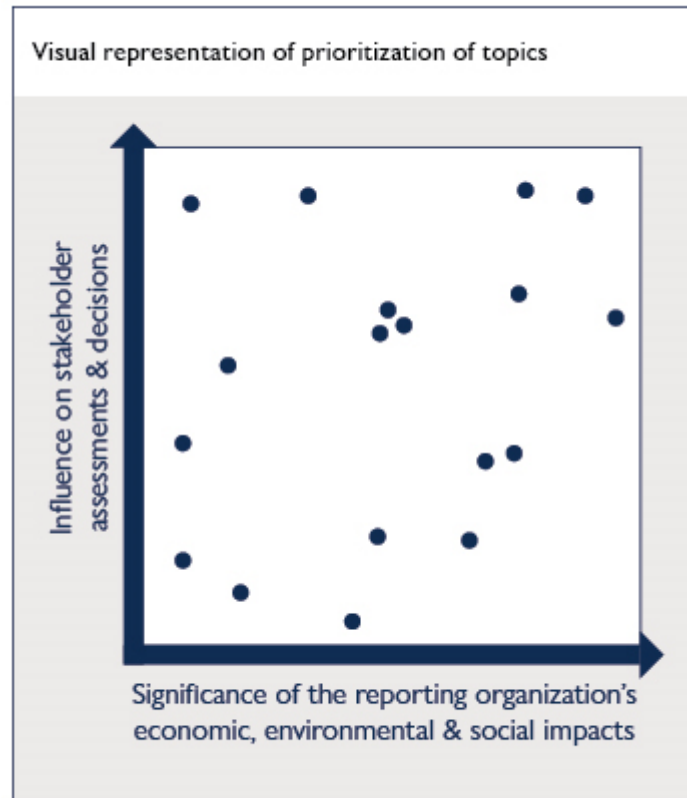 Visual representation of prioritization of topics
Influence on stakeholder
assessments & decisions
Significance of the reporting organization's
economic, environmental & social impacts